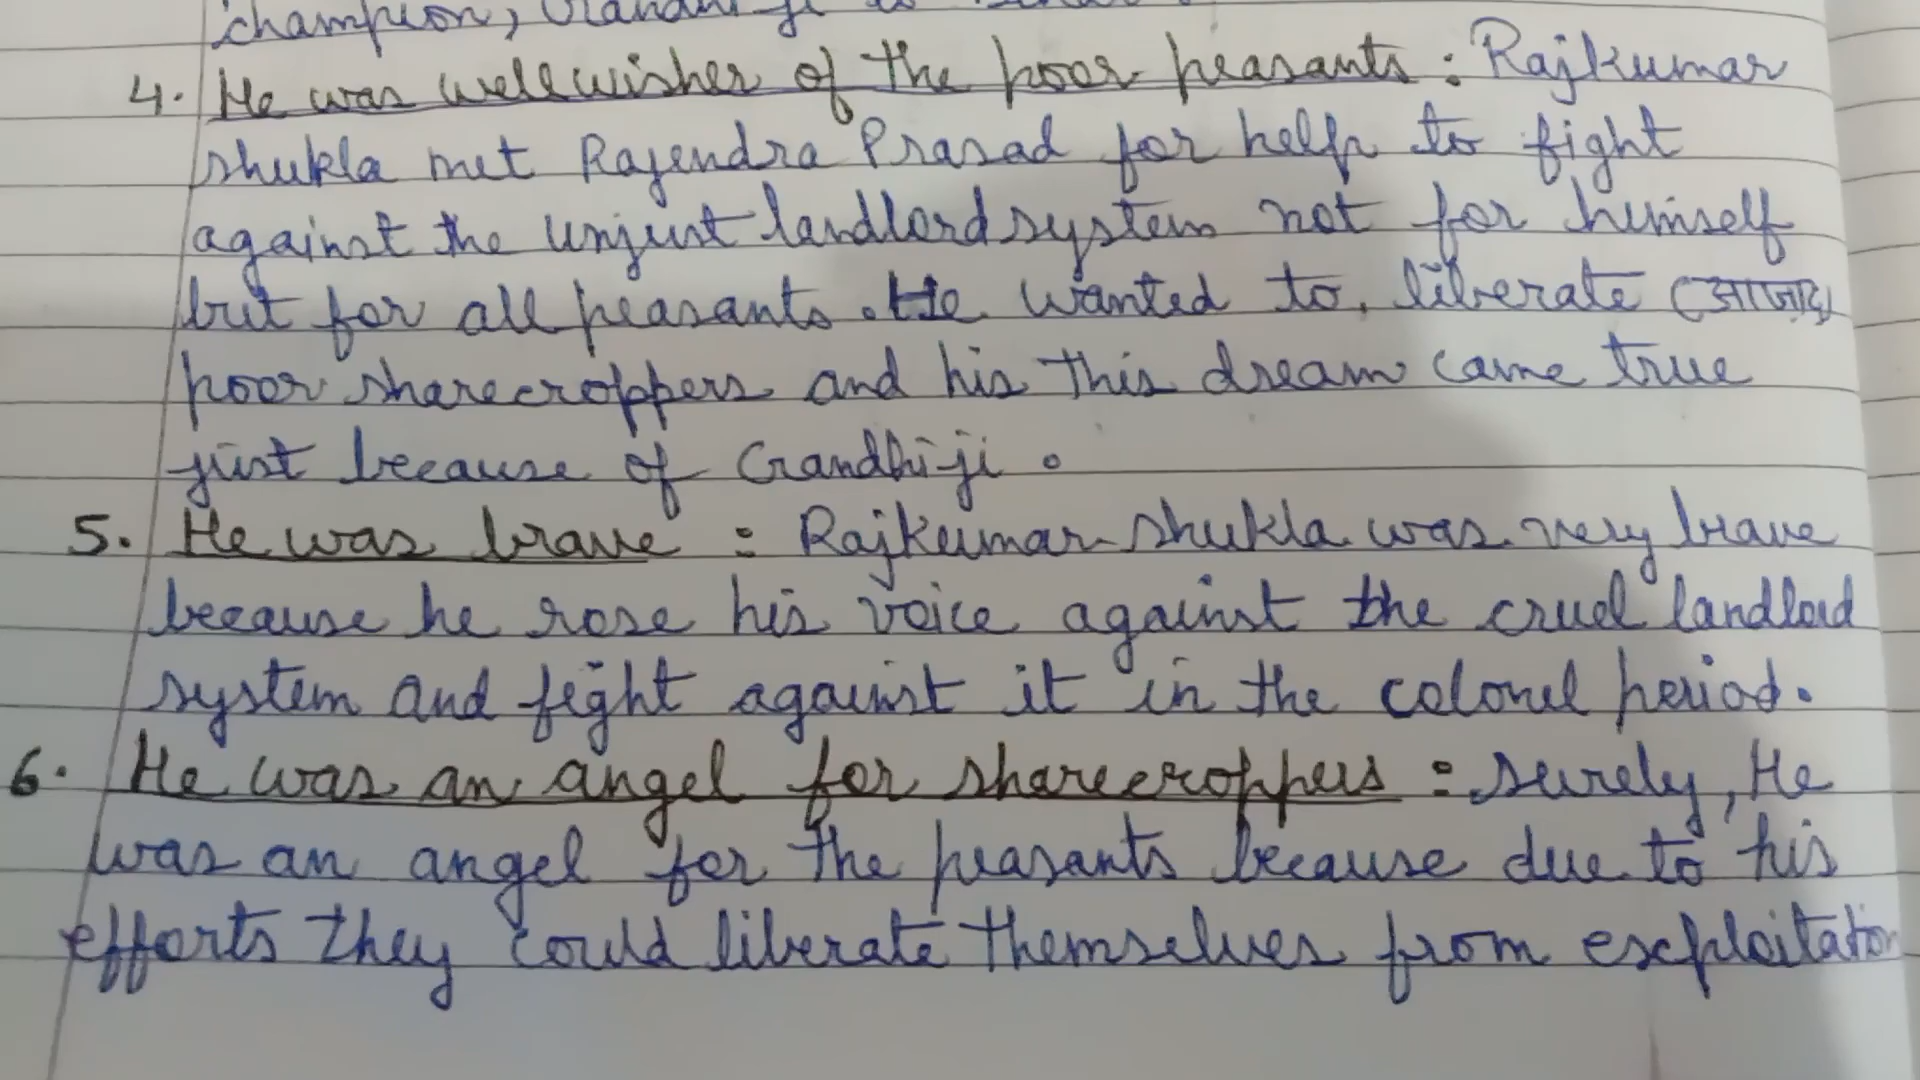 champion, Gandhiji to
4. He was wellwisher of the poor peasants : Rajkumar
shukla met Rajendra Prasad for help to fight
against the unjust landlord system not for himself
but for all peasants. He wanted to liberate (आजाद)
poor sharecroppers and his this dream came true
just because of Gandhiji.
5. He was brave : Rajkumar shukla was very brave
because he rose his voice against the cruel landlord
system and fight against it in the colonel period.
6. He was an angel for sharecroppers : Surely, He
was an angel for the peasants because due to his
efforts they could liberate themselves from exploitation